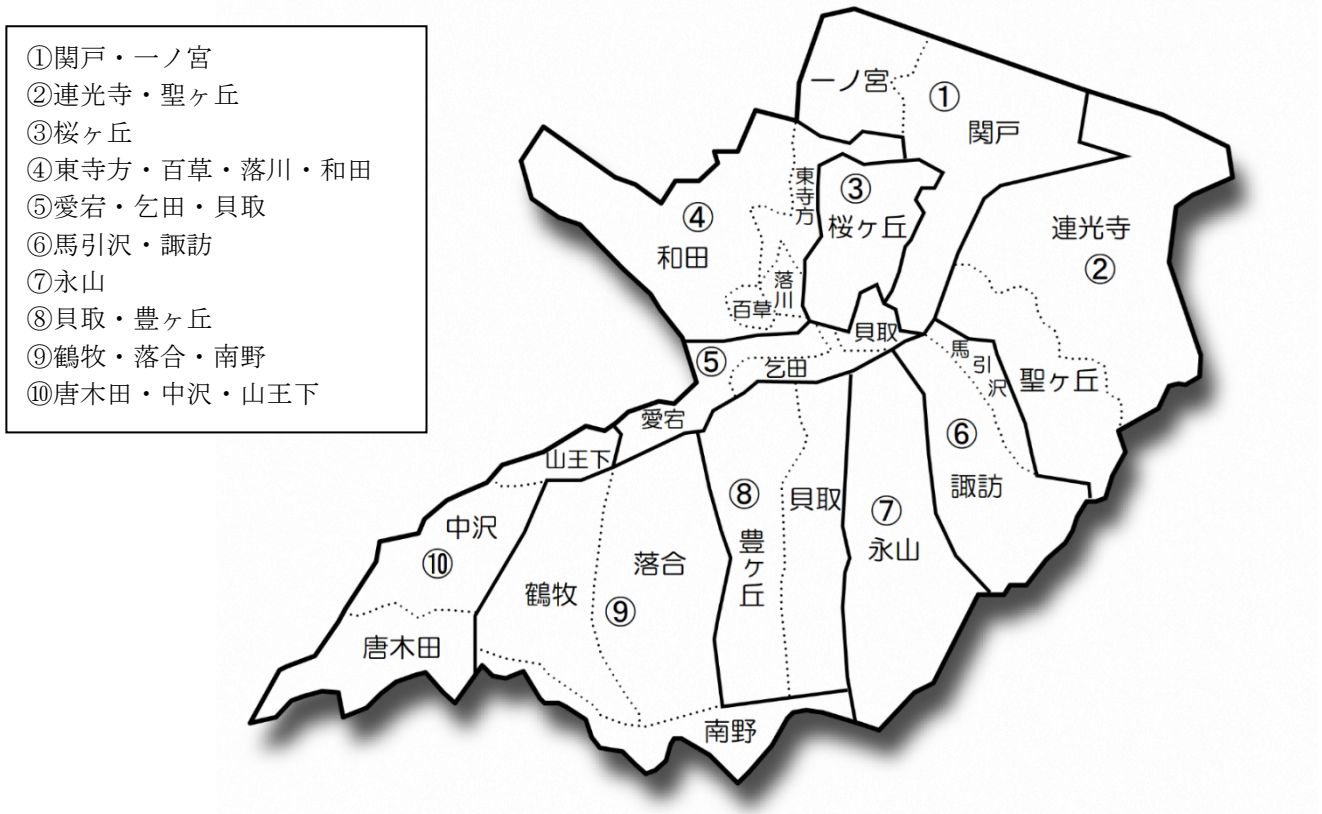 ①関戸・一ノ宮
②連光寺・聖ヶ丘
③桜ヶ丘
④東寺方・百草・落川・和田
⑤愛宕・乞田・貝取
⑥馬引沢・諏訪
⑦永山
⑧貝取・豊ヶ丘
⑨鶴牧・落合・南野
⑩唐木田・中沢・山王下
一ノ宮
①
関戸
東寺方
③
桜ヶ丘
④
和田
連光寺
②
落川
百草
貝取
馬引沢
⑤
乞田
聖ヶ丘
愛宕
⑥
諏訪
山王下
⑧
豊ヶ丘
貝取
⑦
永山
中沢
⑩
落合
鶴牧
⑨
唐木田
南野